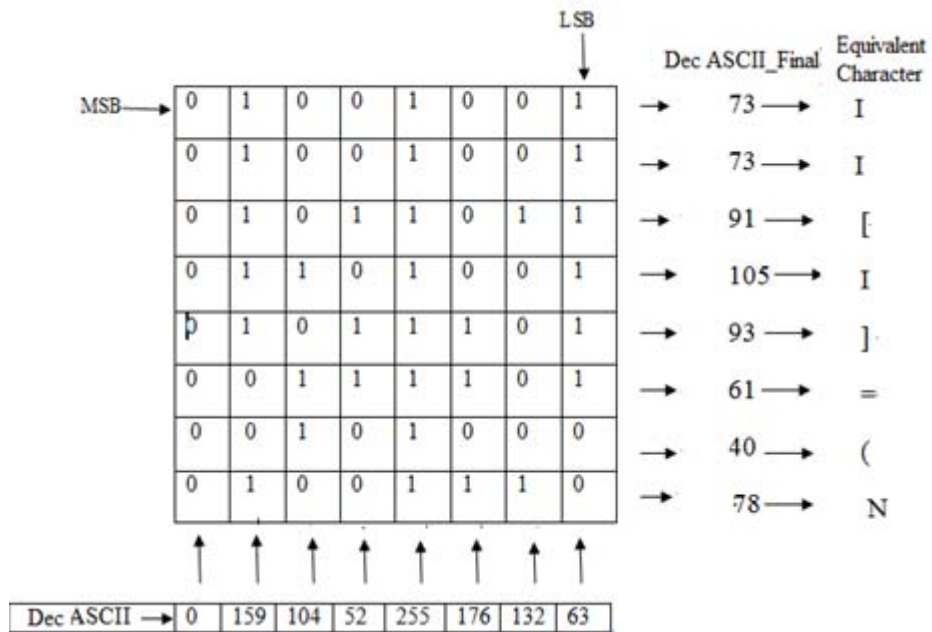 LSB
Dec ASCII_Final Equivalent Character
MSB 0 1 0 0 1 0 0 1 73 I
0 1 0 0 1 0 0 1 73 I
0 1 0 1 1 0 1 1 91 [
0 1 1 0 1 0 0 1 105 I
0 1 0 1 1 1 0 1 93 ]
0 0 1 1 1 1 0 1 61 =
0 0 1 0 1 0 0 0 40 (
0 1 0 0 1 1 1 0 78 N
Dec ASCII 0 159 104 52 255 176 132 63